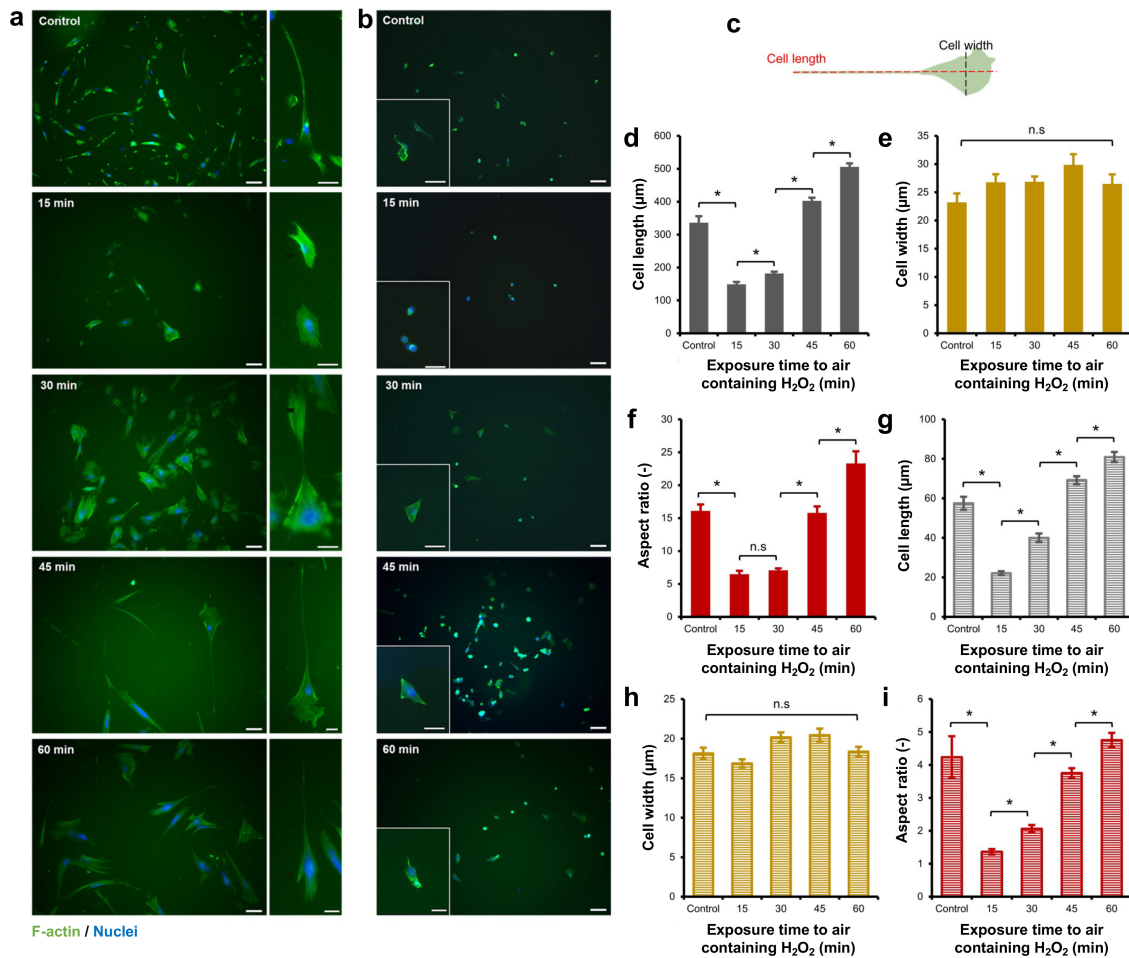 a
Control
15 min
30 min
45 min
60 min
F-actin / Nuclei
b
Control
15 min
30 min
45 min
60 min
c
Cell width
Cell length
d
600
500
400
300
200
100
0
Cell length (µm)
*
*
*
*
Control 15 30 45 60
Exposure time to air
containing H₂O₂ (min)
e
n.s
35
30
25
20
15
10
5
0
Cell width (µm)
Control 15 30 45 60
Exposure time to air
containing H₂O₂ (min)
f
30
25
20
15
10
5
0
Aspect ratio (-)
*
n.s
*
*
Control 15 30 45 60
Exposure time to air
containing H₂O₂ (min)
g
100
80
60
40
20
0
Cell length (µm)
*
*
*
*
Control 15 30 45 60
Exposure time to air
containing H₂O₂ (min)
h
n.s
25
20
15
10
5
0
Cell width (µm)
Control 15 30 45 60
Exposure time to air
containing H₂O₂ (min)
i
6
5
4
3
2
1
0
Aspect ratio (-)
*
*
*
*
Control 15 30 45 60
Exposure time to air
containing H₂O₂ (min)